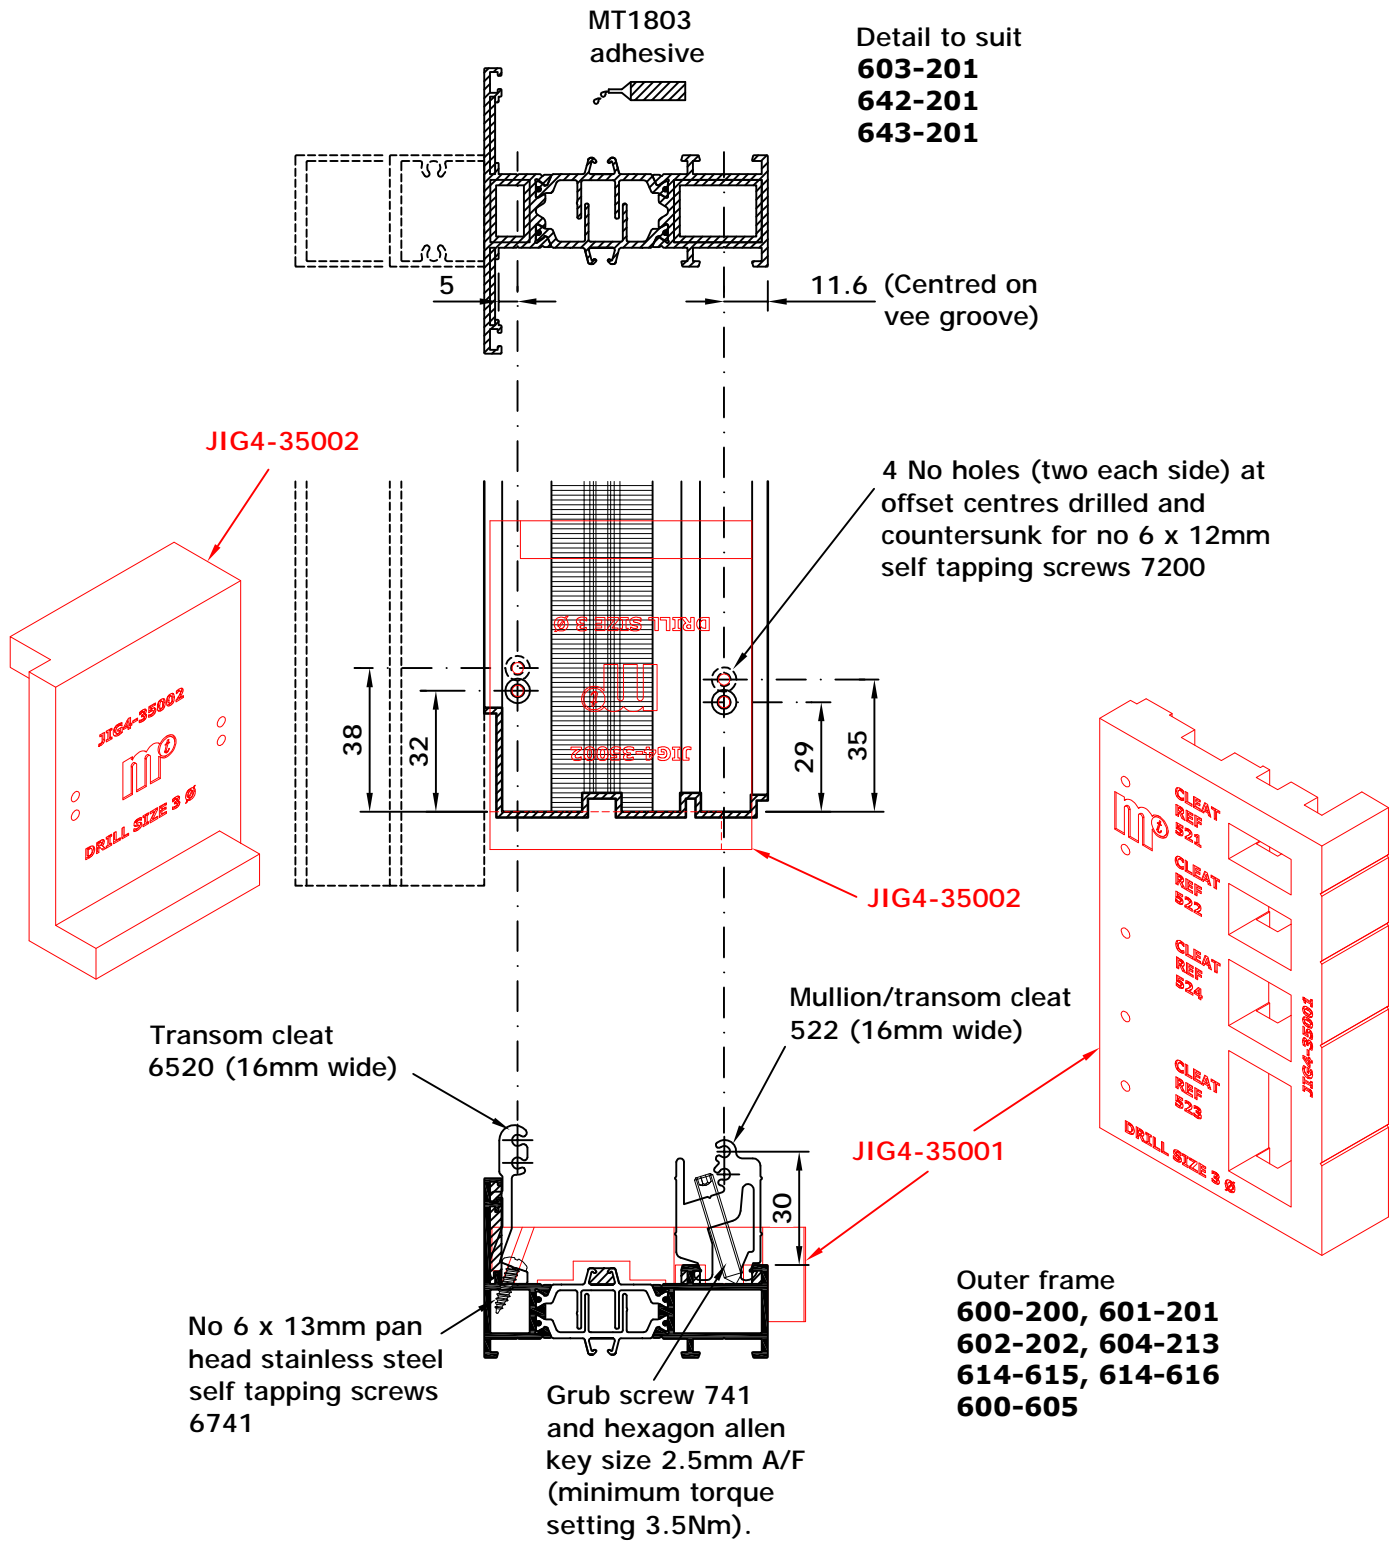 MT1803
adhesive
Detail to suit
603-201
642-201
643-201
5
11.6 (Centred on
vee groove)
JIG4-35002
4 No holes (two each side) at
offset centres drilled and
countersunk for no 6 x 12mm
self tapping screws 7200
DRILL SIZE 3 Ø
mt
JIG4-35002
38
32
29
35
JIG4-35002
mt
DRILL SIZE 3 Ø
JIG4-35002
mt
CLEAT
REF
521
CLEAT
REF
522
CLEAT
REF
524
CLEAT
REF
523
JIG4-35001
DRILL SIZE 3 Ø
Transom cleat
6520 (16mm wide)
Mullion/transom cleat
522 (16mm wide)
JIG4-35001
30
No 6 x 13mm pan
head stainless steel
self tapping screws
6741
Grub screw 741
and hexagon allen
key size 2.5mm A/F
(minimum torque
setting 3.5Nm).
Outer frame
600-200, 601-201
602-202, 604-213
614-615, 614-616
600-605